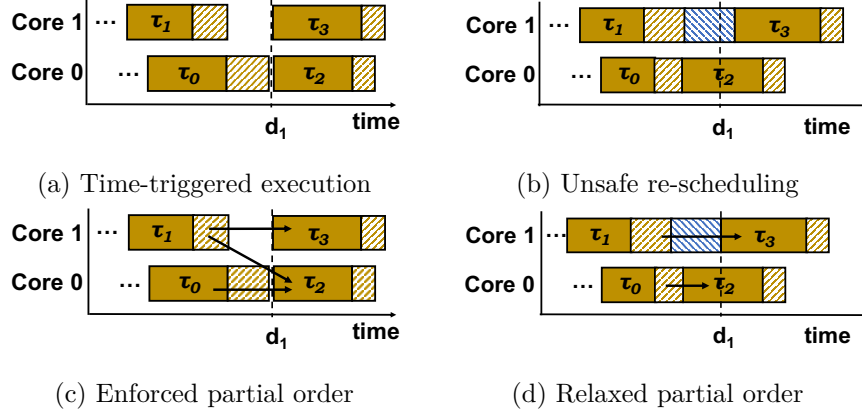 Core 1 ... τ1 τ3
Core 0 ... τ0 τ2
d1 time
(a) Time-triggered execution
Core 1 ... τ1 τ3
Core 0 ... τ0 τ2
d1 time
(b) Unsafe re-scheduling
Core 1 ... τ1 τ3
Core 0 ... τ0 τ2
d1 time
(c) Enforced partial order
Core 1 ... τ1 τ3
Core 0 ... τ0 τ2
d1 time
(d) Relaxed partial order